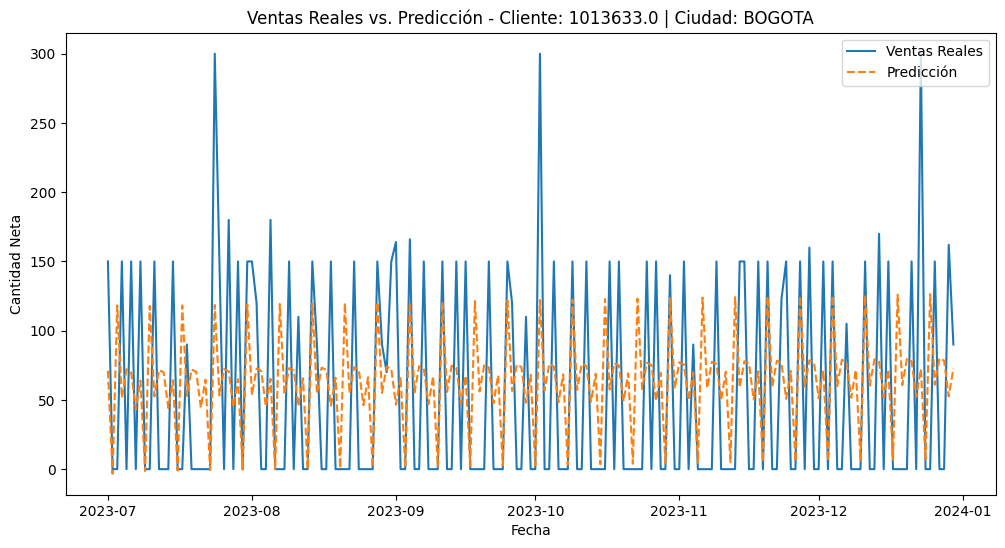 Ventas Reales vs. Predicción - Cliente: 1013633.0 | Ciudad: BOGOTA
Ventas Reales
Predicción
Cantidad Neta
300
250
200
150
100
50
0
2023-07
2023-08
2023-09
2023-10
2023-11
2023-12
2024-01
Fecha